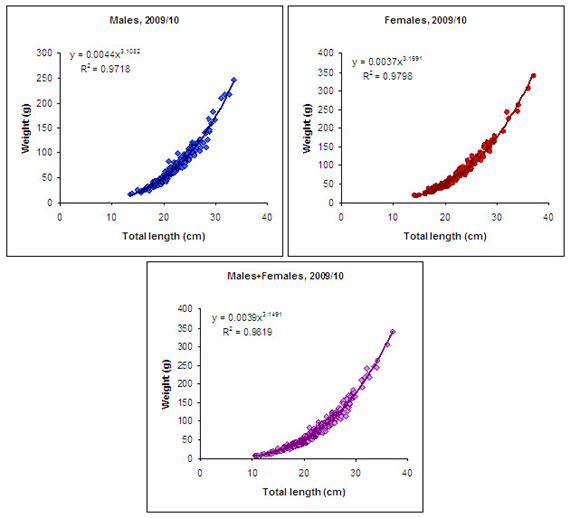 Males, 2009/10
y = 0.0044x^3.1082
R² = 0.9718
Weight (g)
300
250
200
150
100
50
0
0 10 20 30 40
Total length (cm)
Females, 2009/10
y = 0.0037x^3.1691
R² = 0.9798
Weight (g)
400
350
300
250
200
150
100
50
0
0 10 20 30 40
Total length (cm)
Males+Females, 2009/10
y = 0.0039x^3.1491
R² = 0.9819
Weight (g)
400
350
300
250
200
150
100
50
0
0 10 20 30 40
Total length (cm)